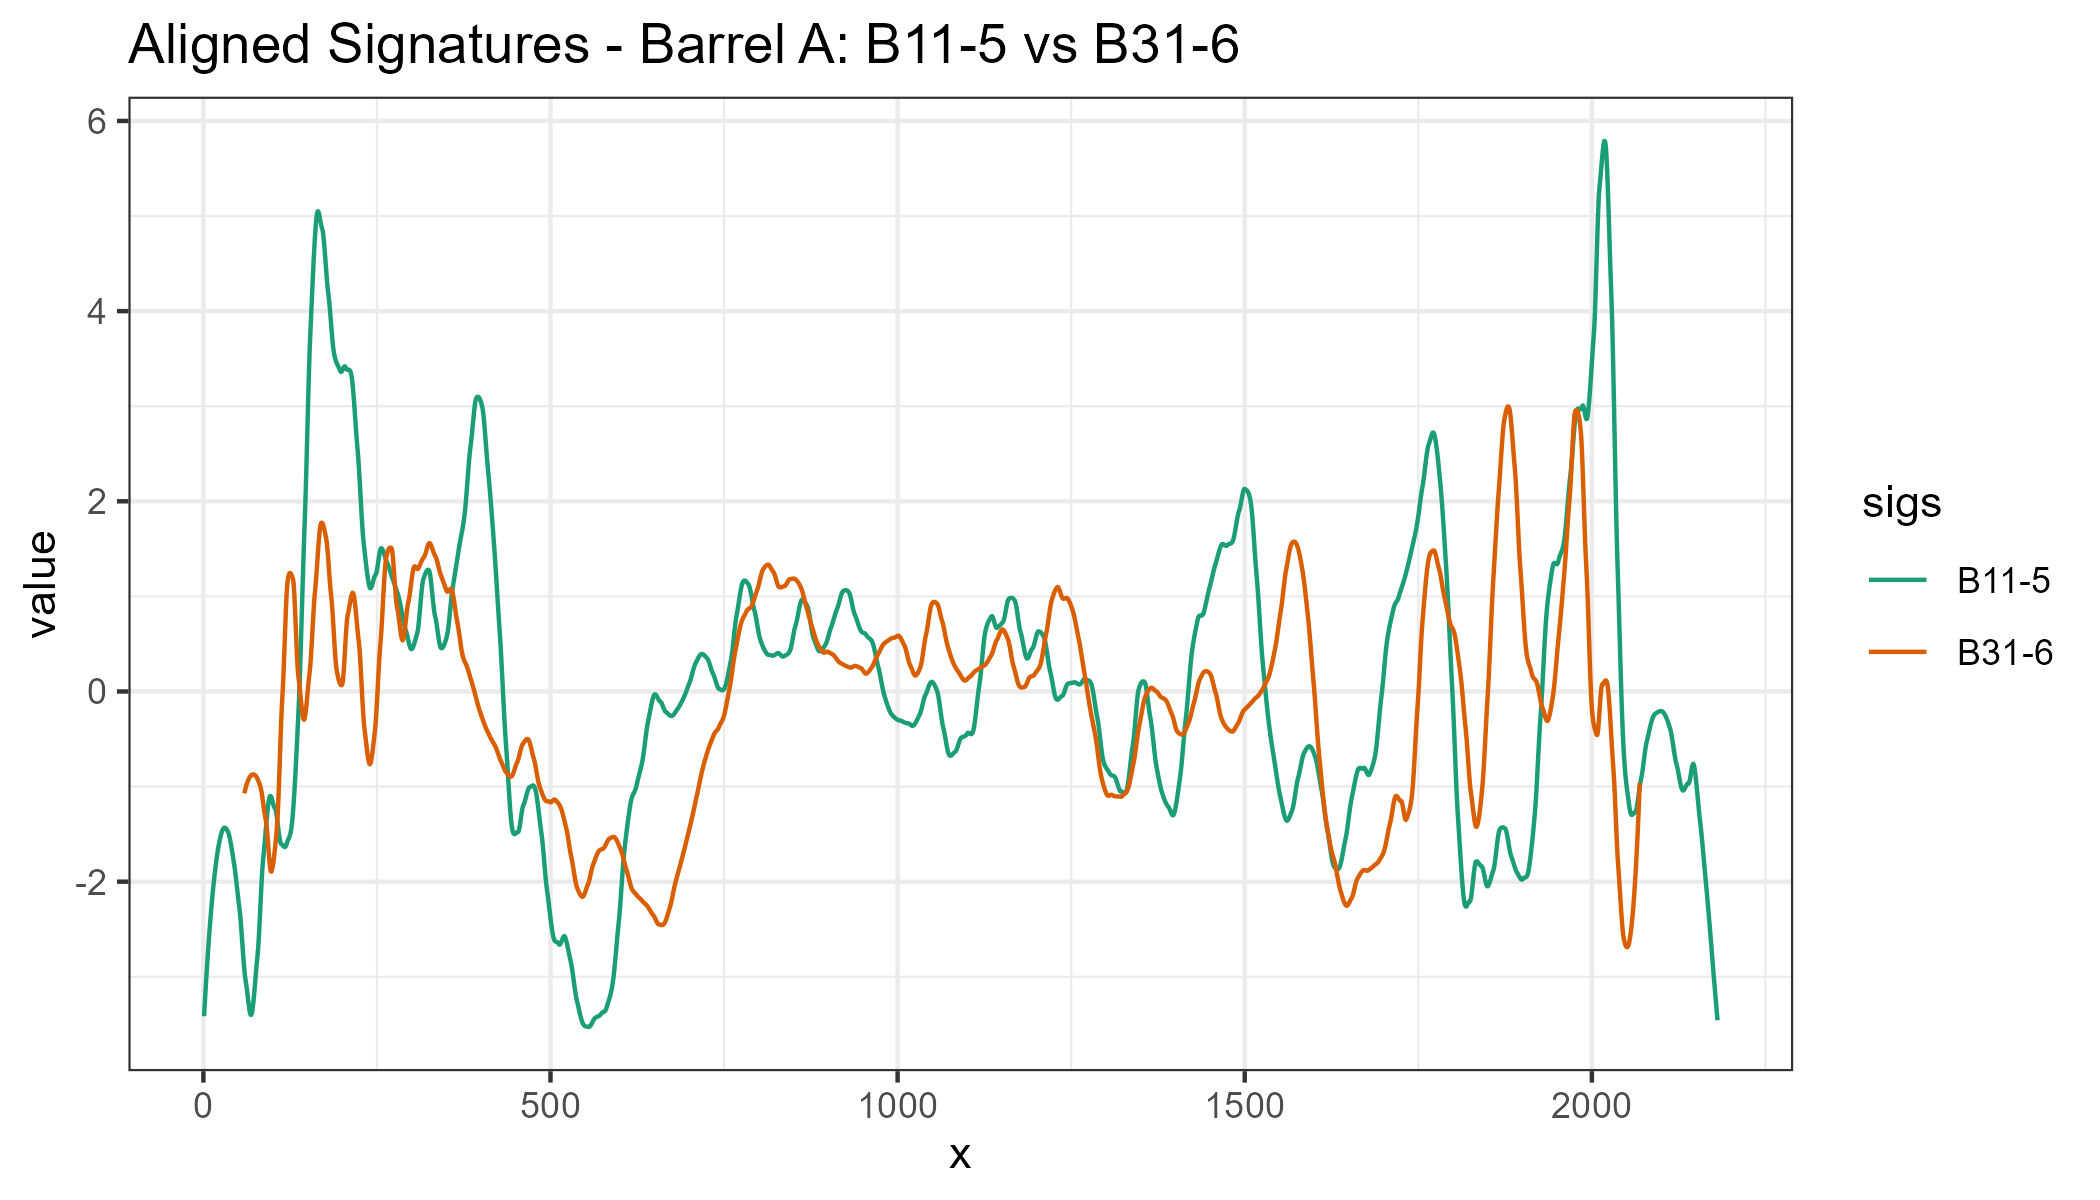 Aligned Signatures - Barrel A: B11-5 vs B31-6
6
4
2
0
-2
value
0 500 1000 1500 2000
x
sigs
B11-5
B31-6